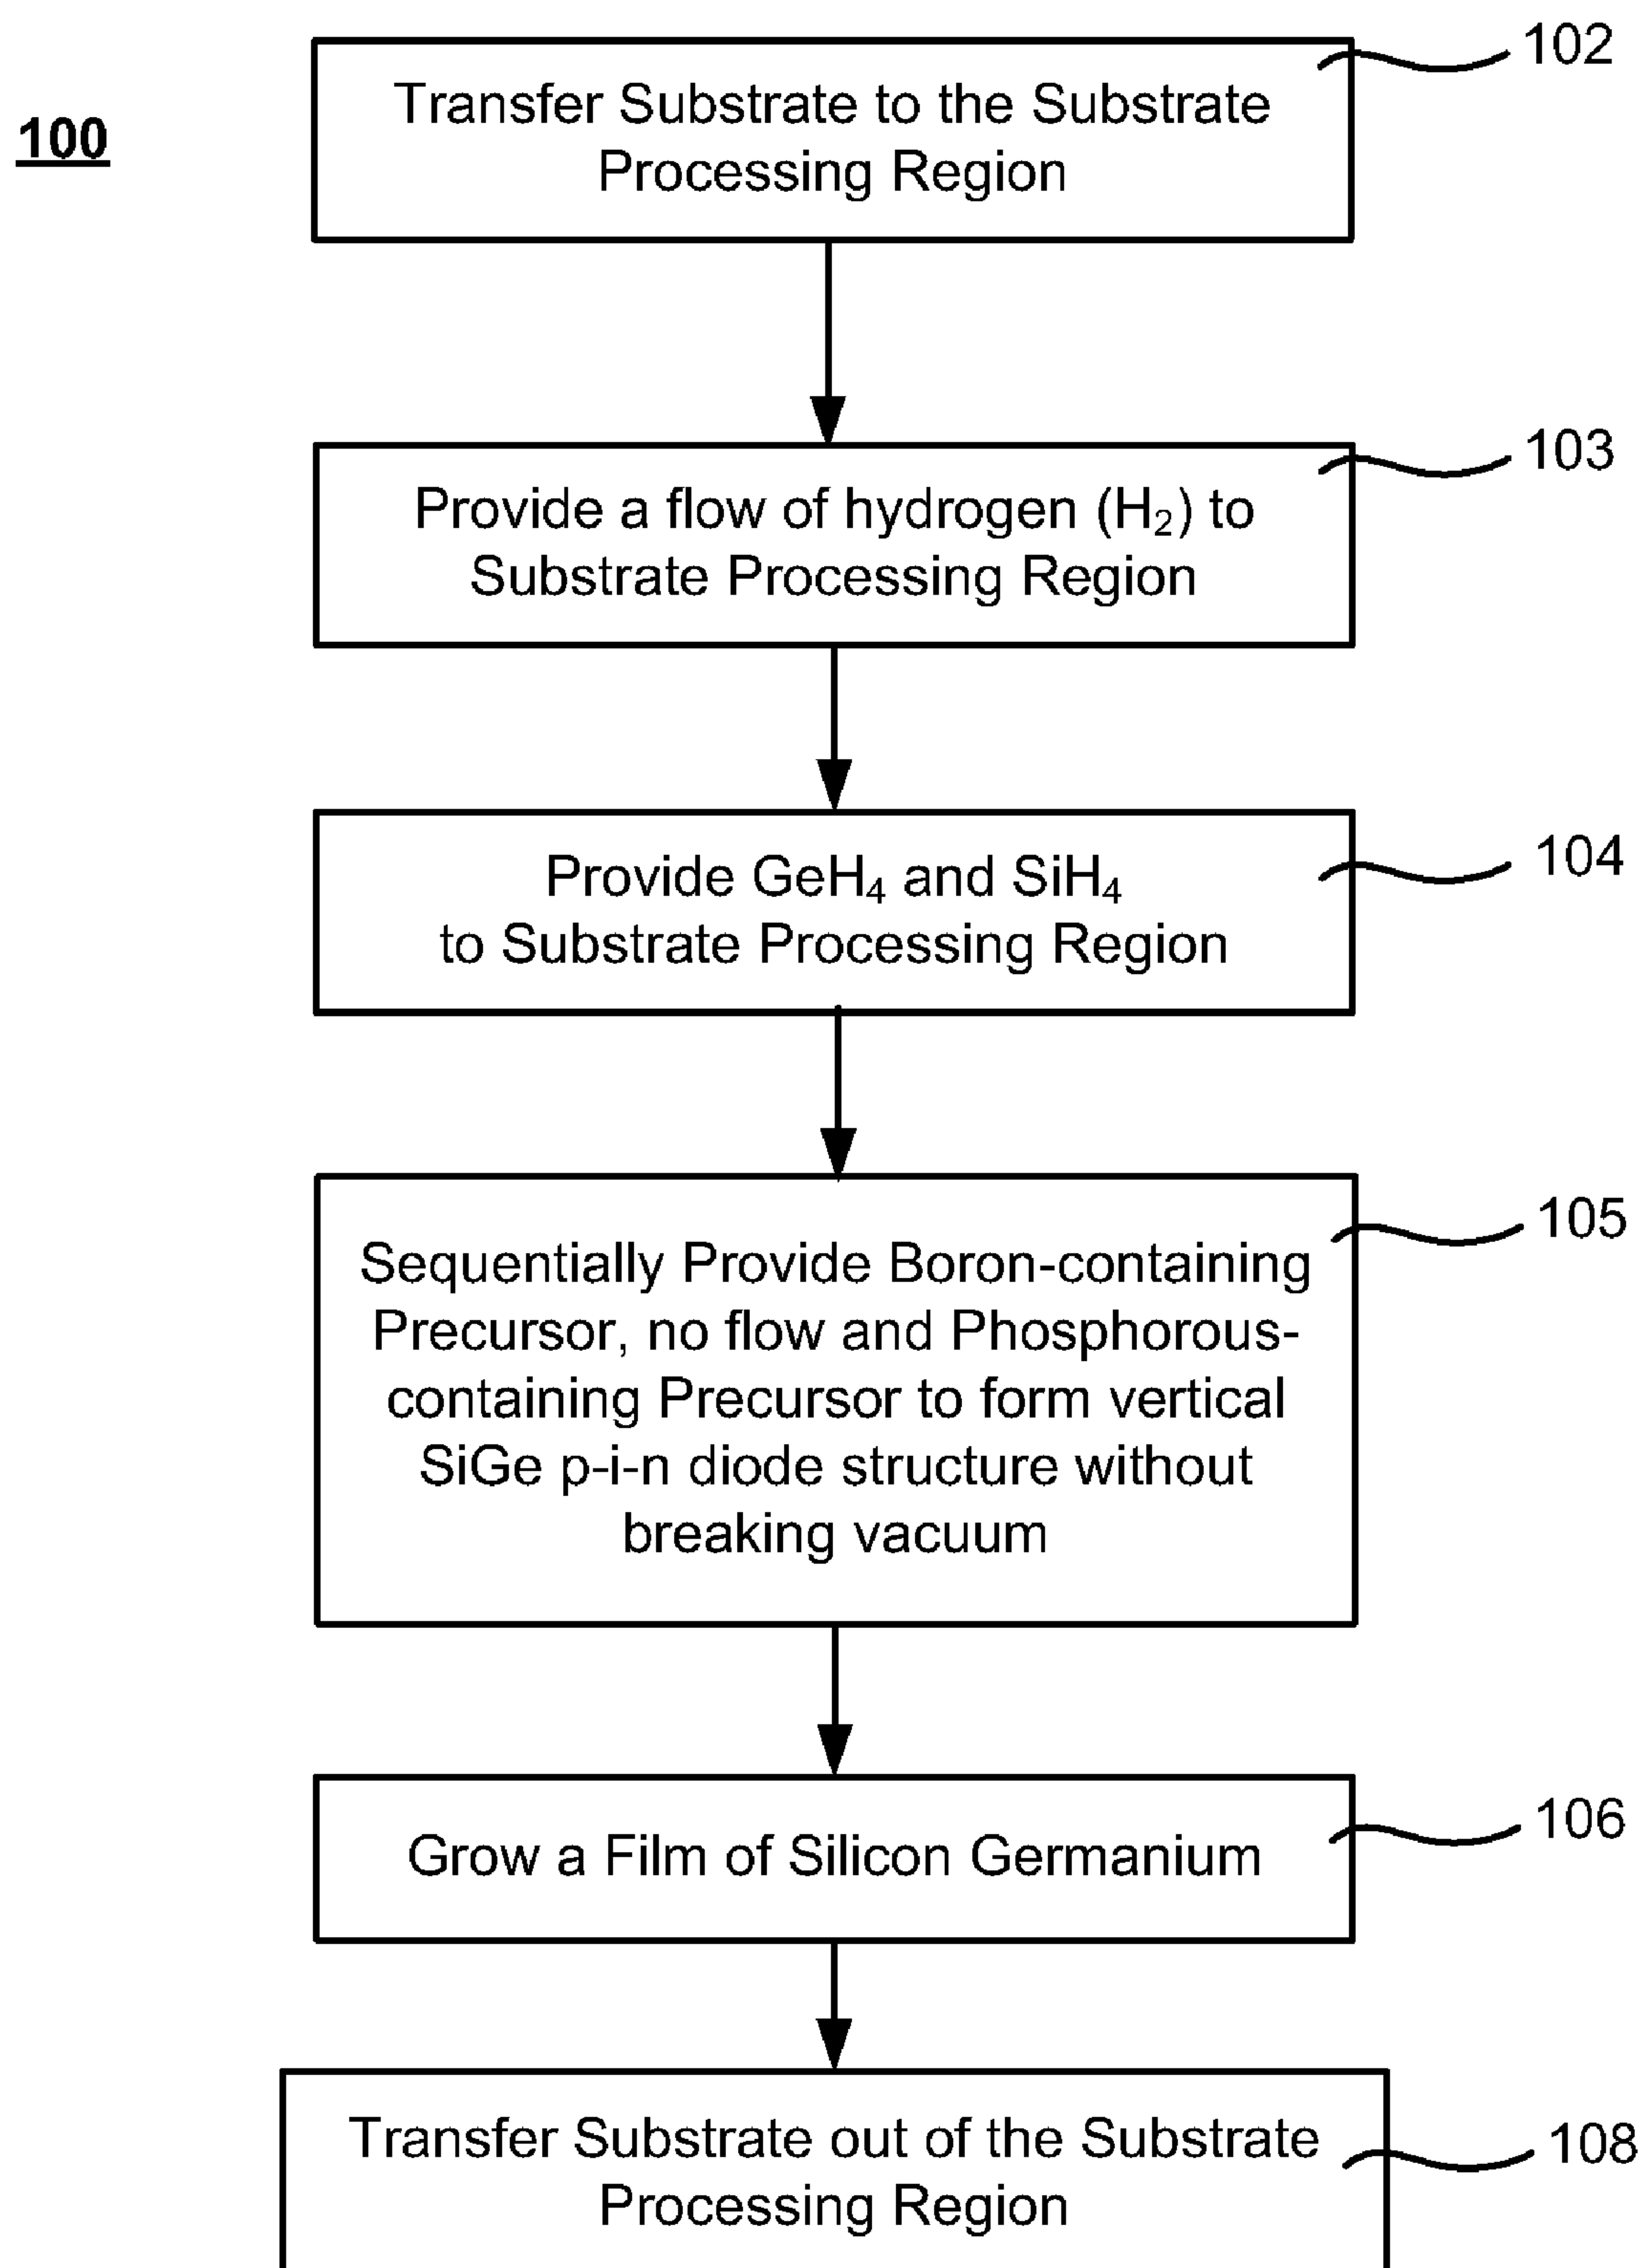 100
102
Transfer Substrate to the Substrate
Processing Region
103
Provide a flow of hydrogen (H₂) to
Substrate Processing Region
104
Provide GeH₄ and SiH₄
to Substrate Processing Region
105
Sequentially Provide Boron-containing
Precursor, no flow and Phosphorous-
containing Precursor to form vertical
SiGe p-i-n diode structure without
breaking vacuum
106
Grow a Film of Silicon Germanium
108
Transfer Substrate out of the Substrate
Processing Region